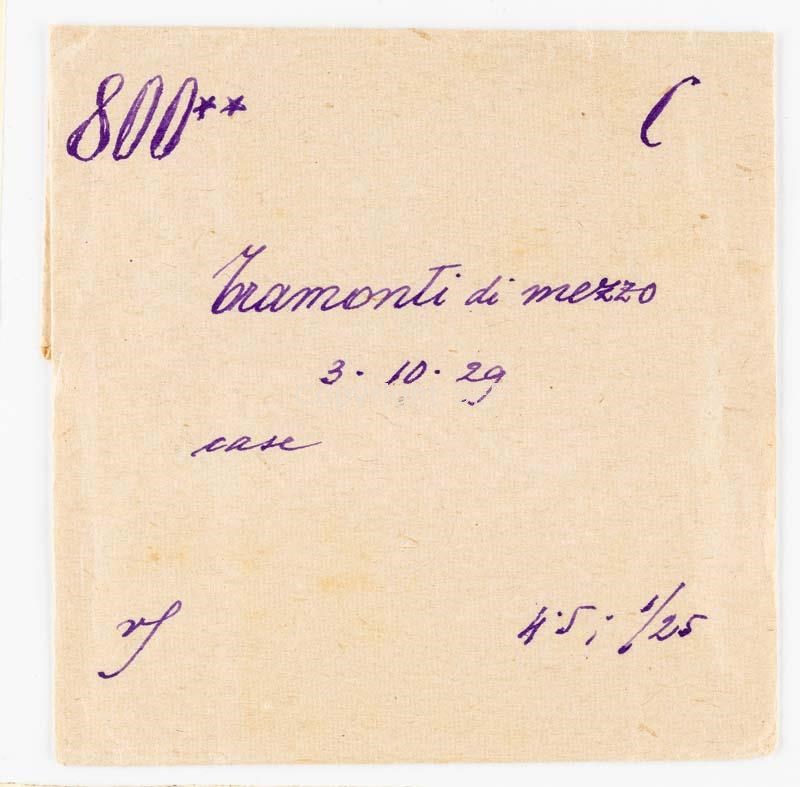 800** C
Tramonti di mezzo
3·10·29
case
4·5; 1/25